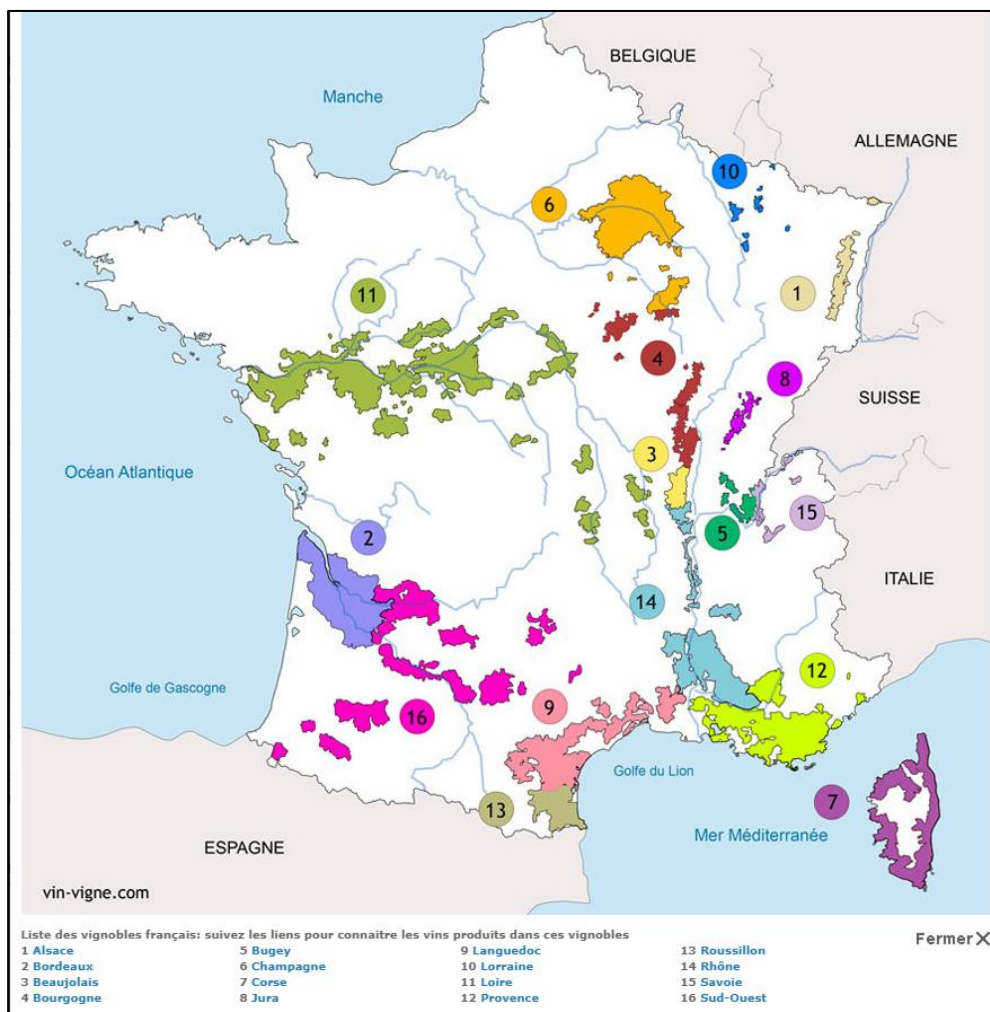 BELGIQUE
Manche
ALLEMAGNE
10
6
1
11
4
8
SUISSE
3
Océan Atlantique
15
2
5
ITALIE
14
12
Golfe de Gascogne
9
16
Golfe du Lion
7
13
Mer Méditerranée
ESPAGNE
vin-vigne.com
Liste des vignobles français: suivez les liens pour connaitre les vins produits dans ces vignobles
Fermer X
1 Alsace
2 Bordeaux
3 Beaujolais
4 Bourgogne
5 Bugey
6 Champagne
7 Corse
8 Jura
9 Languedoc
10 Lorraine
11 Loire
12 Provence
13 Roussillon
14 Rhône
15 Savoie
16 Sud-Ouest